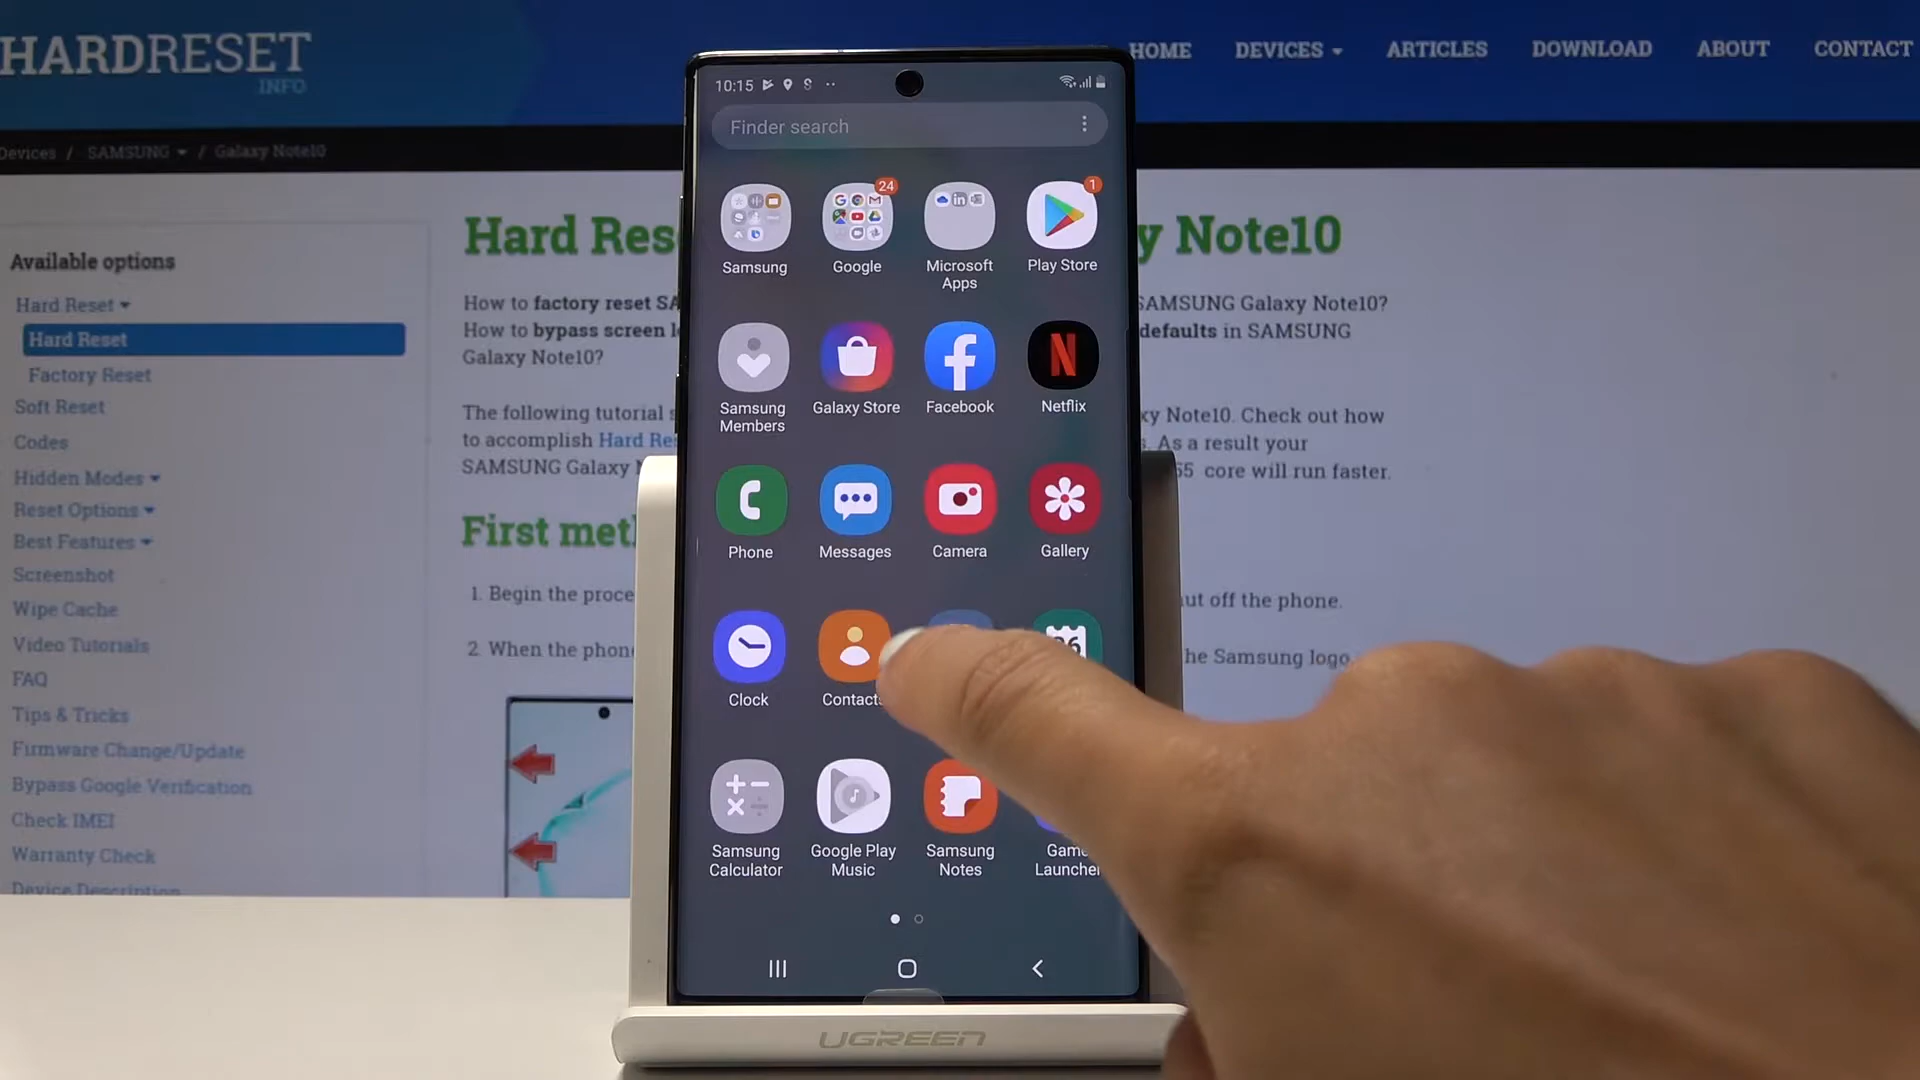 HARDRESET
INFO
HOME DEVICES ARTICLES DOWNLOAD ABOUT CONTACT
Devices / SAMSUNG / Galaxy Note10
Available options
Hard Reset
Hard Reset
Factory Reset
Soft Reset
Codes
Hidden Modes
Reset Options
Best Features
Screenshot
Wipe Cache
Video Tutorials
FAQ
Tips & Tricks
Firmware Change/Update
Bypass Google Verification
Check IMEI
Warranty Check
Device Description
Hard Res
y Note10
How to factory reset SA
SAMSUNG Galaxy Note10?
How to bypass screen l
defaults in SAMSUNG
Galaxy Note10?
The following tutorial s
xy Note10. Check out how
to accomplish Hard Re
. As a result your
SAMSUNG Galaxy N
55 core will run faster.
First met
1. Begin the proce
ut off the phone.
2. When the phon
he Samsung logo.
10:15
Finder search
24
1
Samsung
Google
Microsoft
Apps
Play Store
Samsung
Members
Galaxy Store
Facebook
N
Netflix
Phone
Messages
Camera
Gallery
Clock
Contacts
Samsung
Calculator
Google Play
Music
Samsung
Notes
Game
Launcher
UGREEN